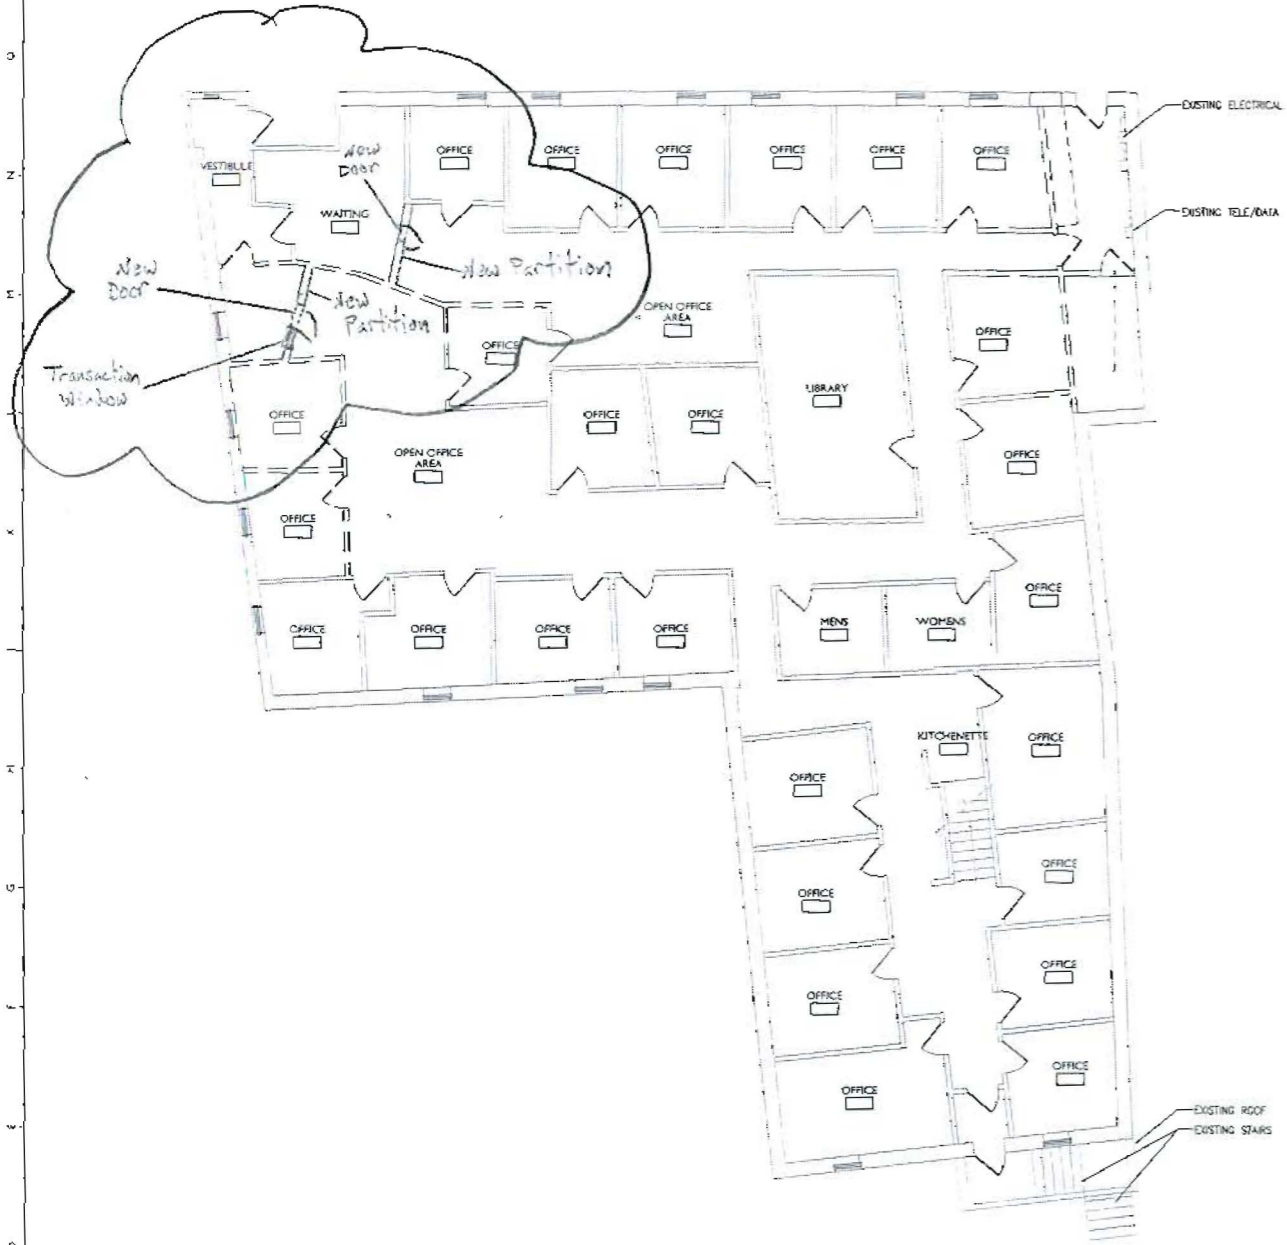 O
EXISTING ELECTRICAL
New
Door
OFFICE
OFFICE
OFFICE
OFFICE
OFFICE
OFFICE
VESTIBULE
N
WAITING
EXISTING TELE/DATA
New
Door
New Partition
M
New
Partition
OPEN OFFICE
AREA
OFFICE
OFFICE
Transaction
Window
LIBRARY
OFFICE
OFFICE
OFFICE
OPEN OFFICE
AREA
OFFICE
OFFICE
K
OFFICE
OFFICE
OFFICE
OFFICE
OFFICE
MENS
WOMENS
KITCHENETTE
OFFICE
H
OFFICE
OFFICE
G
OFFICE
OFFICE
OFFICE
F
OFFICE
OFFICE
EXISTING ROOF
EXISTING STAIRS